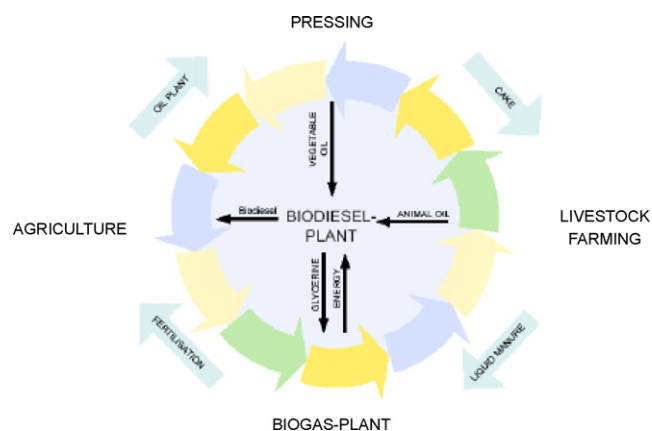 PRESSING
OIL PLANT
CAKE
VEGETABLE
OIL
AGRICULTURE
Biodiesel
BIODIESEL-
PLANT
ANIMAL OIL
LIVESTOCK
FARMING
GLYCERINE
ENERGY
FERTILISATION
LIQUID MANURE
BIOGAS-PLANT